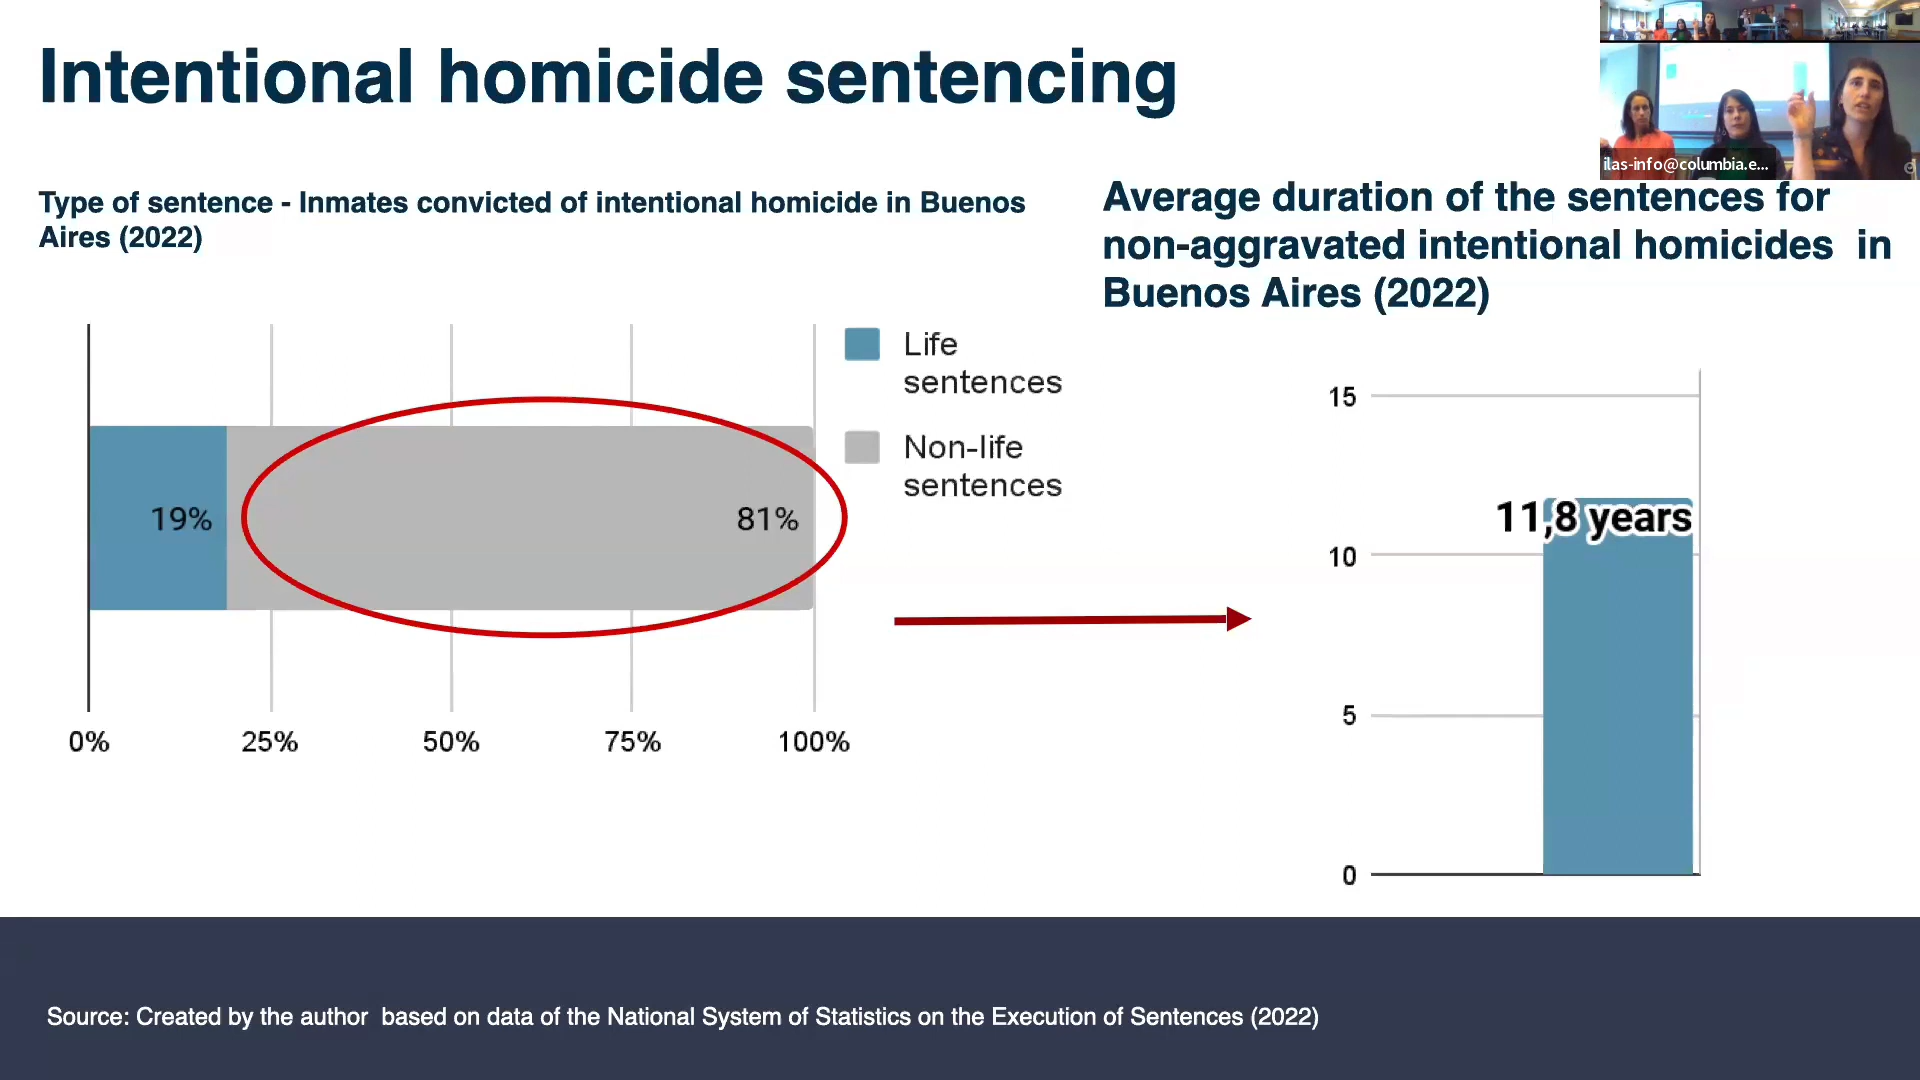 Intentional homicide sentencing
ilas-info@columbia.e...
Type of sentence - Inmates convicted of intentional homicide in Buenos
Aires (2022)
Life
sentences
Non-life
sentences
19%
81%
0%
25%
50%
75%
100%
Average duration of the sentences for
non-aggravated intentional homicides  in
Buenos Aires (2022)
15
11,8 years
10
5
0
Source: Created by the author  based on data of the National System of Statistics on the Execution of Sentences (2022)